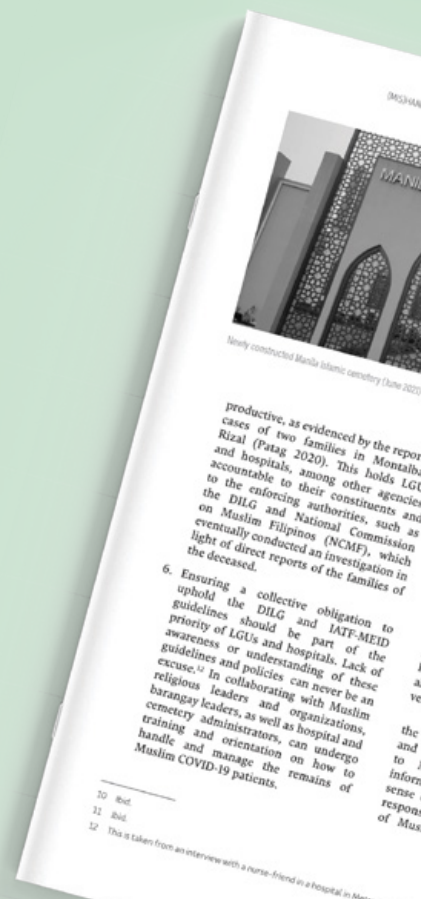 (MIS)HAN
MANIL
Newly constructed Manila Islamic cemetery (June 2021)
productive, as evidenced by the repor
cases of two families in Montalba
Rizal (Patag 2020). This holds LGU
and hospitals, among other agencies
accountable to their constituents and
to the enforcing authorities, such as
the DILG and National Commission
on Muslim Filipinos (NCMF), which
eventually conducted an investigation in
light of direct reports of the families of
the deceased.
6. Ensuring a collective obligation to
uphold the DILG and IATF-MEID
guidelines should be part of the
priority of LGUs and hospitals. Lack of
awareness or understanding of these
guidelines and policies can never be an
excuse.¹² In collaborating with Muslim
religious leaders and organizations,
barangay leaders, as well as hospital and
cemetery administrators, can undergo
training and orientation on how to
handle and manage the remains of
Muslim COVID-19 patients.
ve
the
and
to
inform
sense
respons
of Mus
10 Ibid.
11 Ibid.
12 This is taken from an interview with a nurse-friend in a hospital in Met